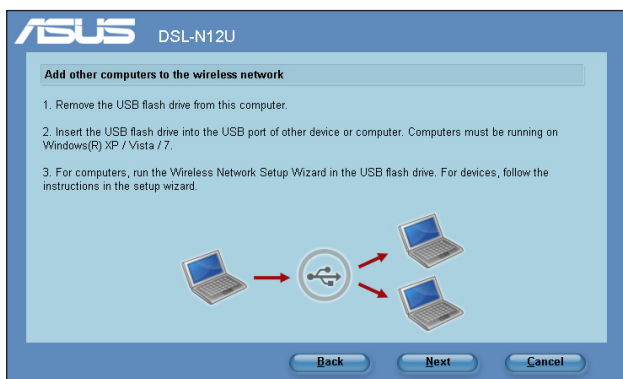 ASUS DSL-N12U
Add other computers to the wireless network
1. Remove the USB flash drive from this computer.
2. Insert the USB flash drive into the USB port of other device or computer. Computers must be running on
Windows(R) XP / Vista / 7.
3. For computers, run the Wireless Network Setup Wizard in the USB flash drive. For devices, follow the
instructions in the setup wizard.
Back Next Cancel